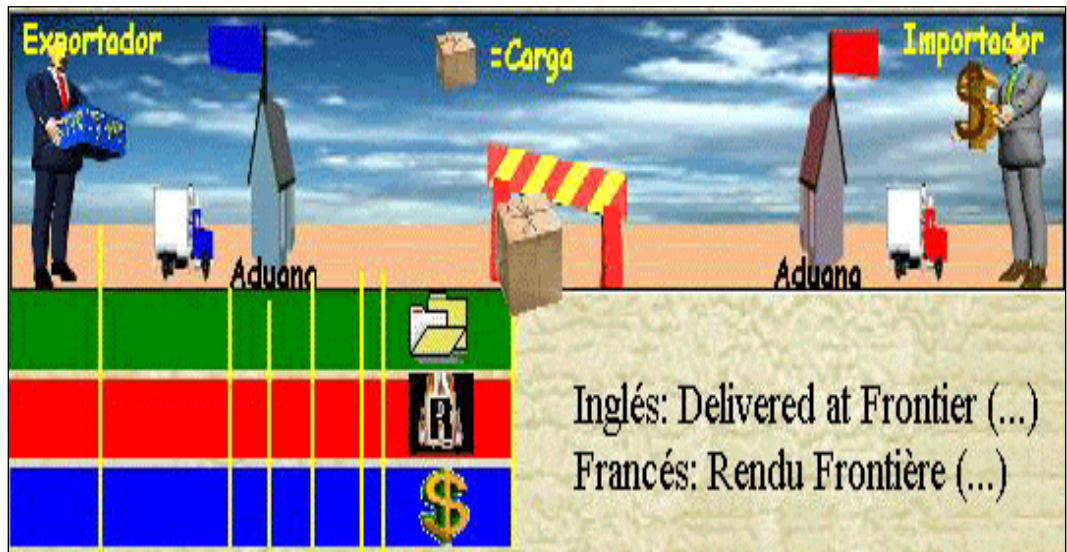 Exportador
=Carga
Importador
Aduana
Aduana
R
$
Inglés: Delivered at Frontier (...)
Francés: Rendu Frontière (...)